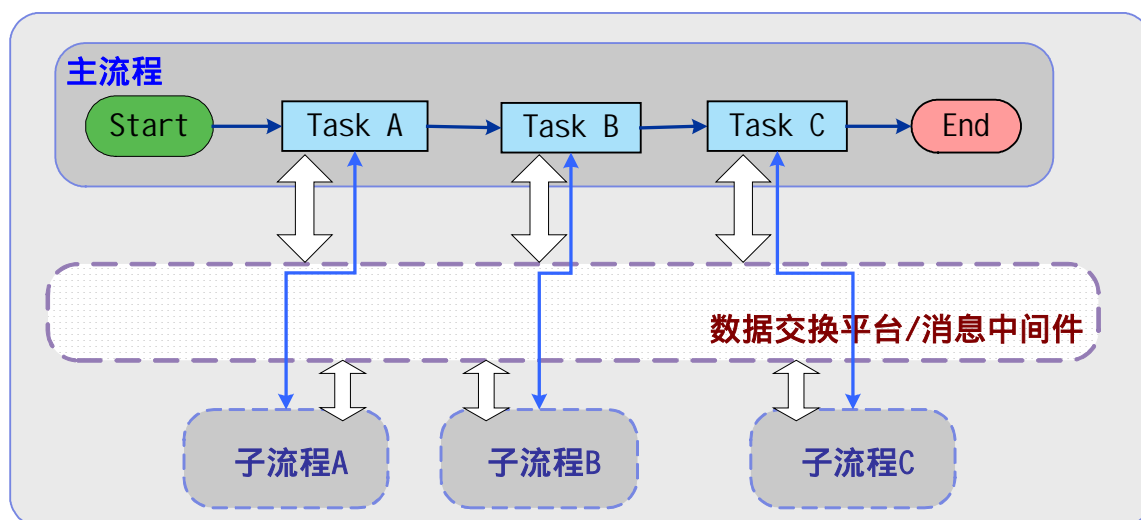 主流程
Start
Task A
Task B
Task C
End
数据交换平台/消息中间件
子流程A
子流程B
子流程C